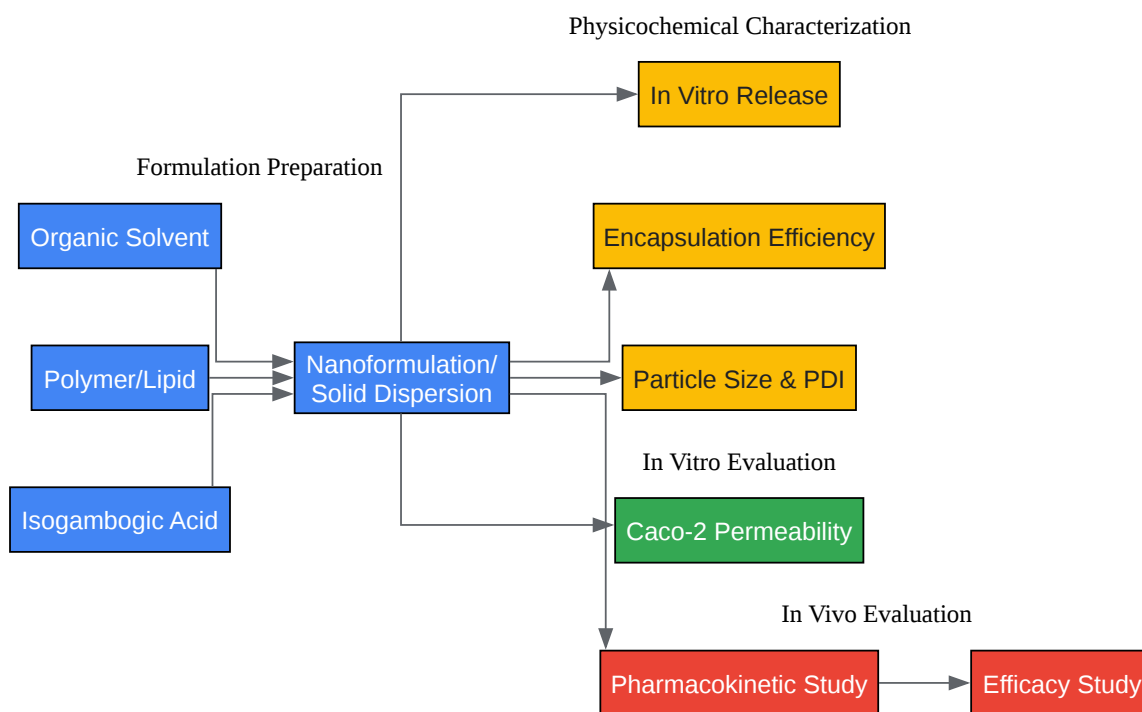 Physicochemical Characterization
In Vitro Release
Formulation Preparation
Organic Solvent
Encapsulation Efficiency
Polymer/Lipid
Nanoformulation/
Solid Dispersion
Particle Size & PDI
In Vitro Evaluation
Isogambogic Acid
Caco-2 Permeability
In Vivo Evaluation
Pharmacokinetic Study
Efficacy Study